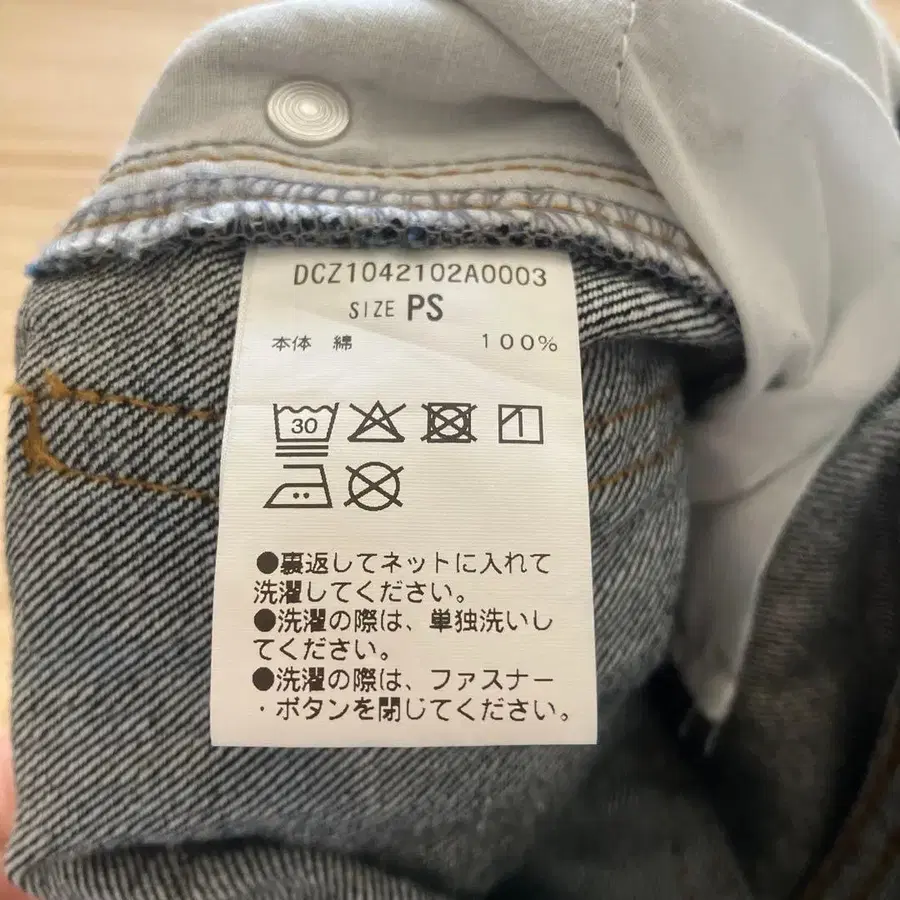 DCZ1042102A0003
SIZE PS
本体 綿 100%
30
●裏返してネットに入れて
洗濯してください。
●洗濯の際は、単独洗いし
てください。
●洗濯の際は、ファスナー
・ボタンを閉じてください。